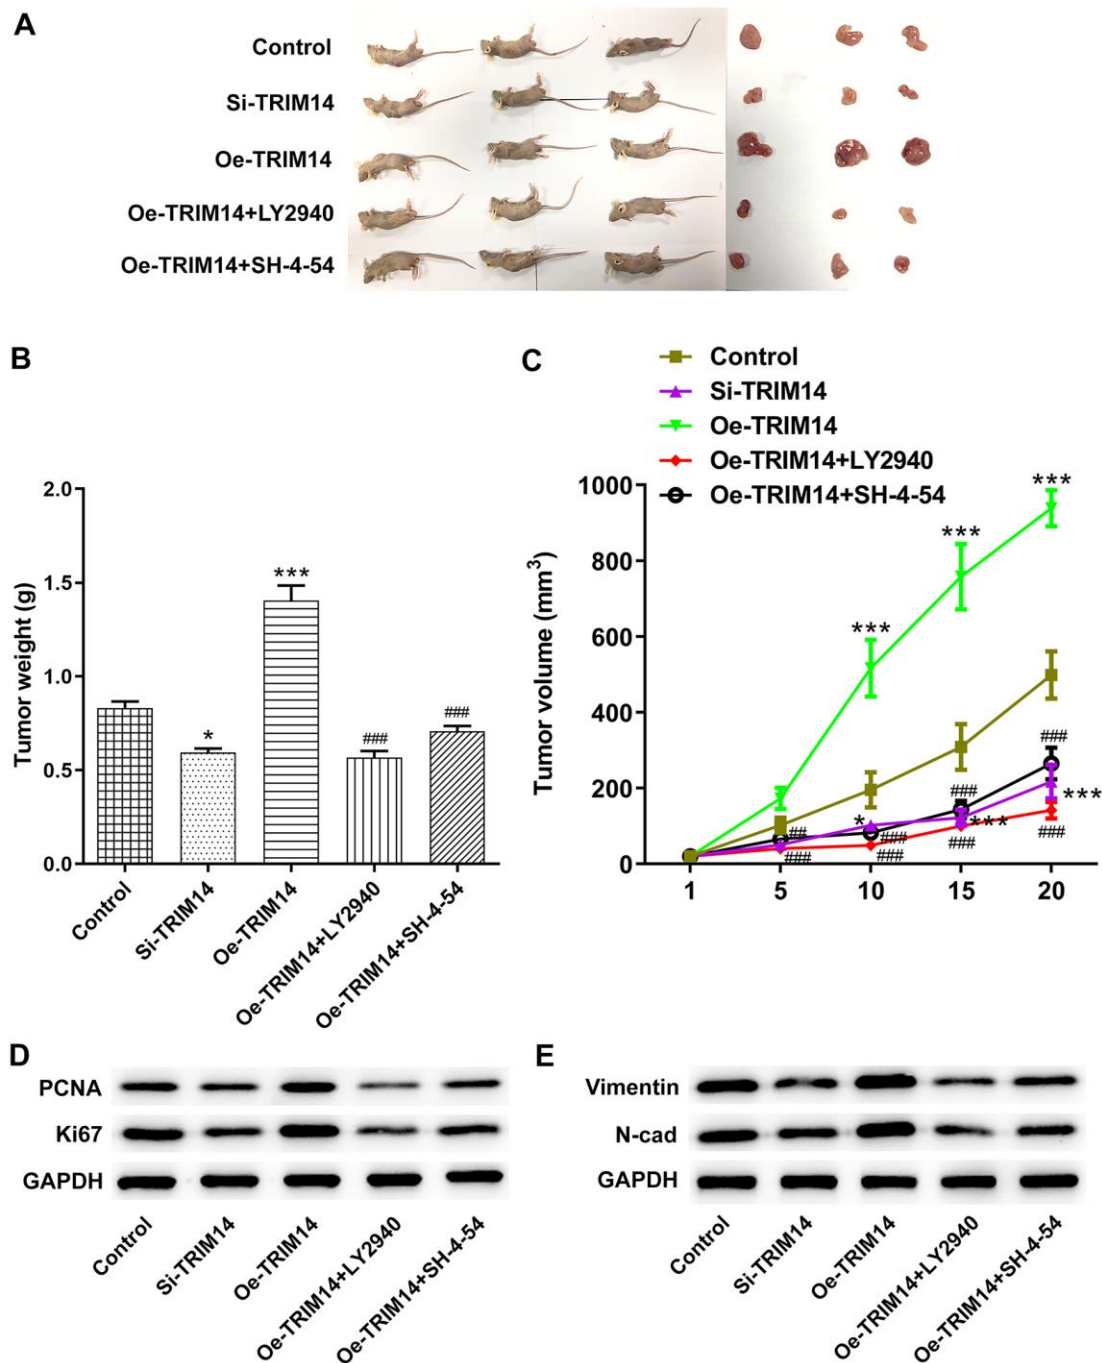 A
Control
Si-TRIM14
Oe-TRIM14
Oe-TRIM14+LY2940
Oe-TRIM14+SH-4-54
B
Tumor weight (g)
2.0
1.5
1.0
0.5
0.0
*
***
###
###
Control
Si-TRIM14
Oe-TRIM14
Oe-TRIM14+LY2940
Oe-TRIM14+SH-4-54
C
Control
Si-TRIM14
Oe-TRIM14
Oe-TRIM14+LY2940
Oe-TRIM14+SH-4-54
Tumor volume (mm³)
1000
800
600
400
200
0
***
***
***
###
###
***
##
*
###
***
###
###
###
###
1
5
10
15
20
D
PCNA
Ki67
GAPDH
Control
Si-TRIM14
Oe-TRIM14
Oe-TRIM14+LY2940
Oe-TRIM14+SH-4-54
E
Vimentin
N-cad
GAPDH
Control
Si-TRIM14
Oe-TRIM14
Oe-TRIM14+LY2940
Oe-TRIM14+SH-4-54